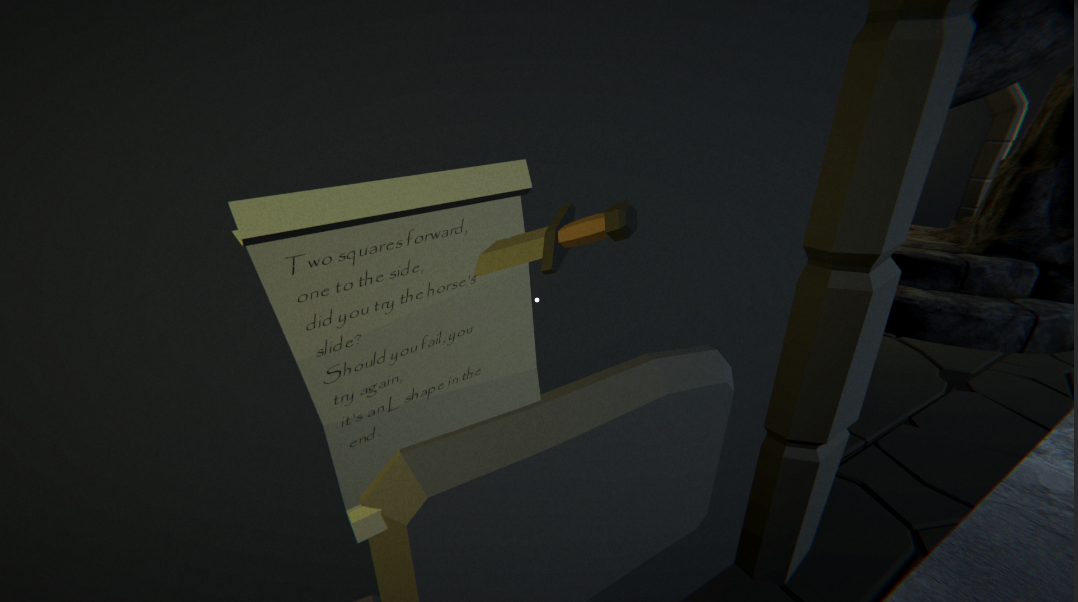 Two squares forward,
one to the side,
did you try the horse's
slide?
Should you fail, you
try again,
it's an L shape in the
end.